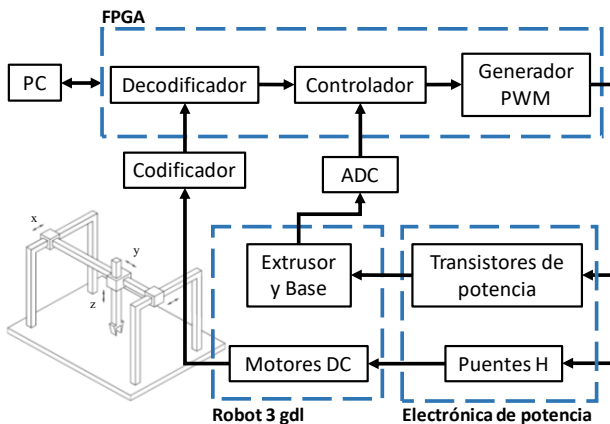 FPGA
PC
Decodificador
Controlador
Generador
PWM
Codificador
ADC
x
y
z
Extrusor
y Base
Transistores de
potencia
Motores DC
Puentes H
Robot 3 gdl
Electrónica de potencia